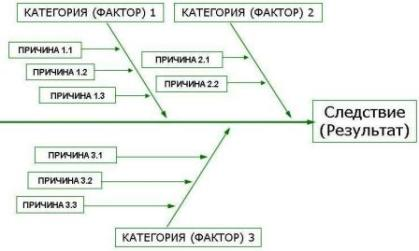 КАТЕГОРИЯ (ФАКТОР) 1
КАТЕГОРИЯ (ФАКТОР) 2
ПРИЧИНА 1.1
ПРИЧИНА 1.2
ПРИЧИНА 1.3
ПРИЧИНА 2.1
ПРИЧИНА 2.2
Следствие
(Результат)
ПРИЧИНА 3.1
ПРИЧИНА 3.2
ПРИЧИНА 3.3
КАТЕГОРИЯ (ФАКТОР) 3